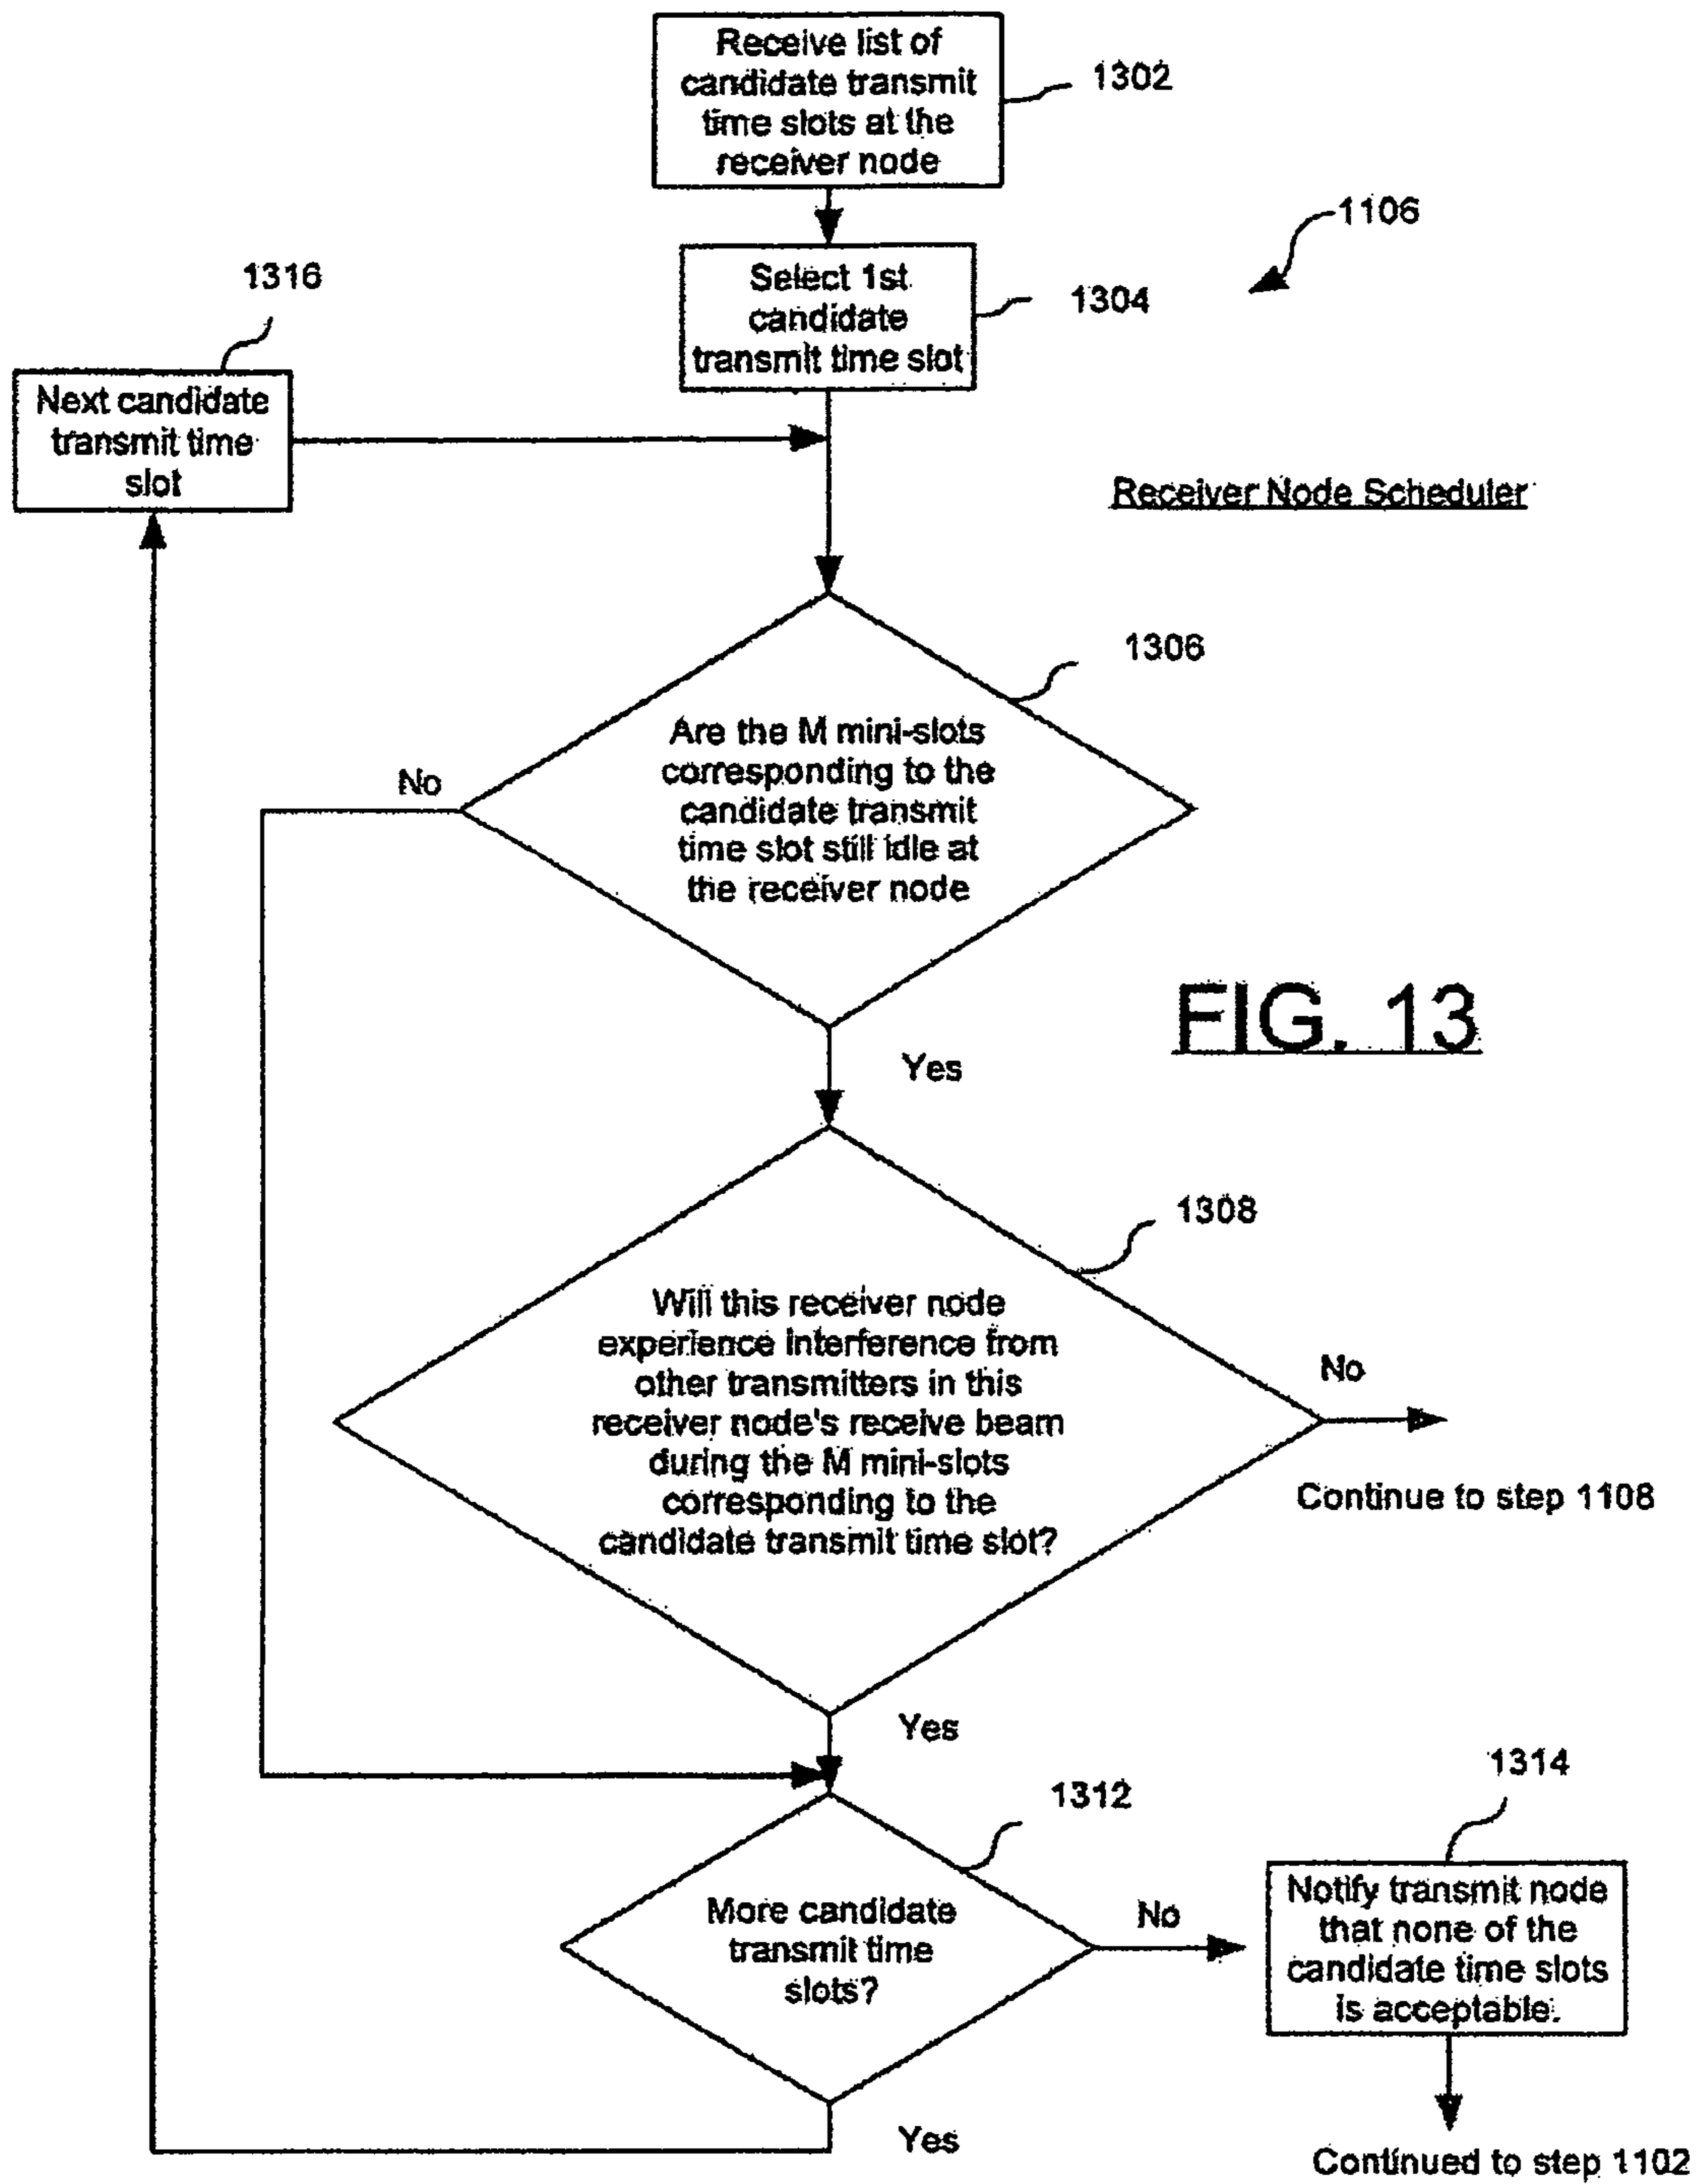 Receive list of
candidate transmit
time slots at the
receiver node
1302
1106
Select 1st
candidate
transmit time slot
1304
1316
Next candidate
transmit time
slot
Receiver Node Scheduler
1306
Are the M mini-slots
corresponding to the
candidate transmit
time slot still idle at
the receiver node
No
FIG. 13
Yes
1308
Will this receiver node
experience interference from
other transmitters in this
receiver node's receive beam
during the M mini-slots
corresponding to the
candidate transmit time slot?
No
Continue to step 1108
Yes
1312
1314
More candidate
transmit time
slots?
No
Notify transmit node
that none of the
candidate time slots
is acceptable.
Yes
Continued to step 1102